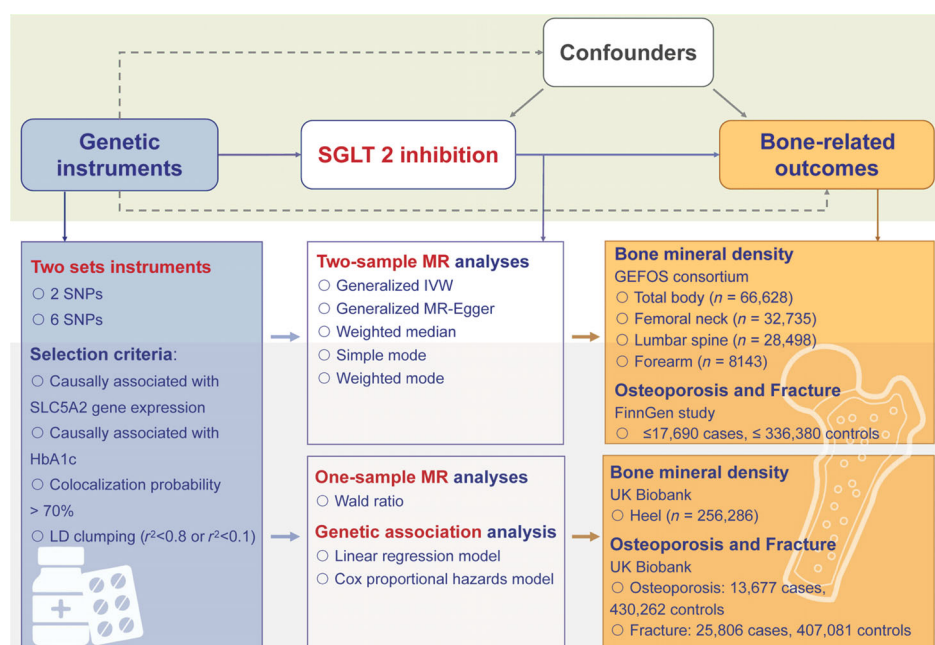 Confounders
Genetic
instruments
SGLT 2 inhibition
Bone-related
outcomes
Two sets instruments
○ 2 SNPs
○ 6 SNPs
Selection criteria:
○ Causally associated with
SLC5A2 gene expression
○ Causally associated with
HbA1c
○ Colocalization probability
> 70%
○ LD clumping (r²<0.8 or r²<0.1)
Two-sample MR analyses
○ Generalized IVW
○ Generalized MR-Egger
○ Weighted median
○ Simple mode
○ Weighted mode
One-sample MR analyses
○ Wald ratio
Genetic association analysis
○ Linear regression model
○ Cox proportional hazards model
Bone mineral density
GEFOS consortium
○ Total body (n = 66,628)
○ Femoral neck (n = 32,735)
○ Lumbar spine (n = 28,498)
○ Forearm (n = 8143)
Osteoporosis and Fracture
FinnGen study
○ ≤17,690 cases, ≤ 336,380 controls
Bone mineral density
UK Biobank
○ Heel (n = 256,286)
Osteoporosis and Fracture
UK Biobank
○ Osteoporosis: 13,677 cases,
430,262 controls
○ Fracture: 25,806 cases, 407,081 controls